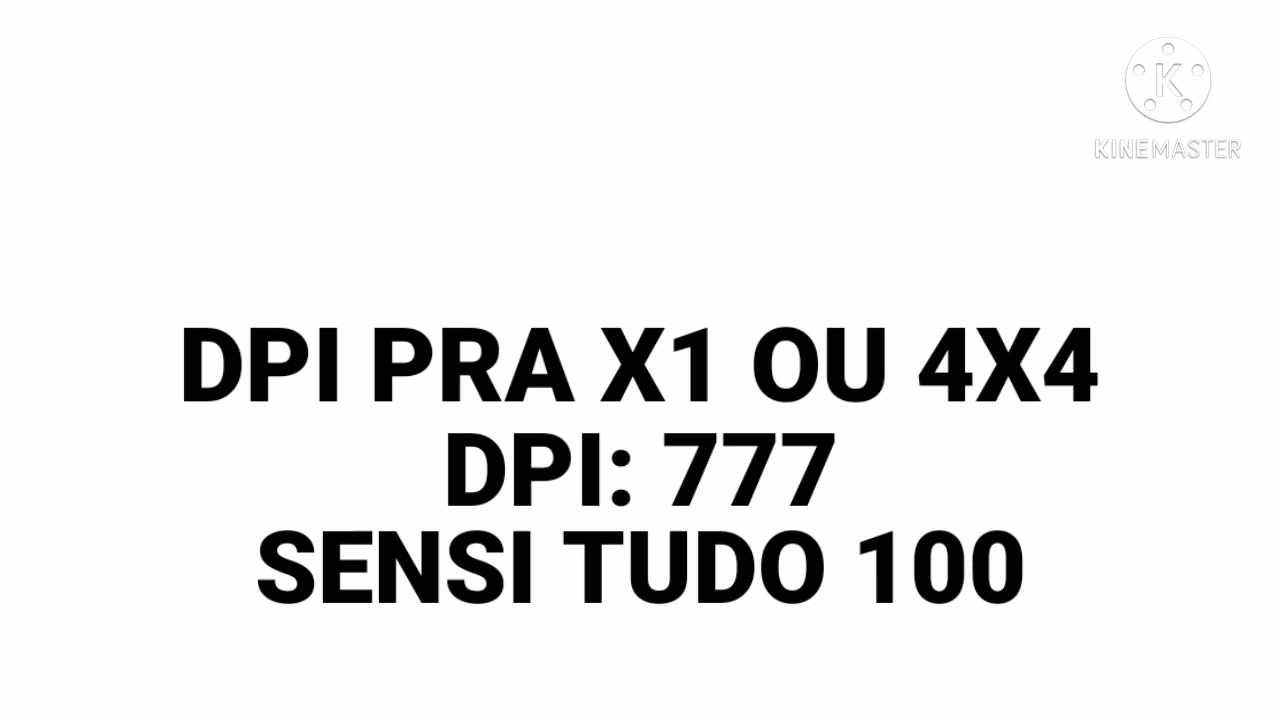 K
KINEMASTER
DPI PRA X1 OU 4X4
DPI: 777
SENSI TUDO 100